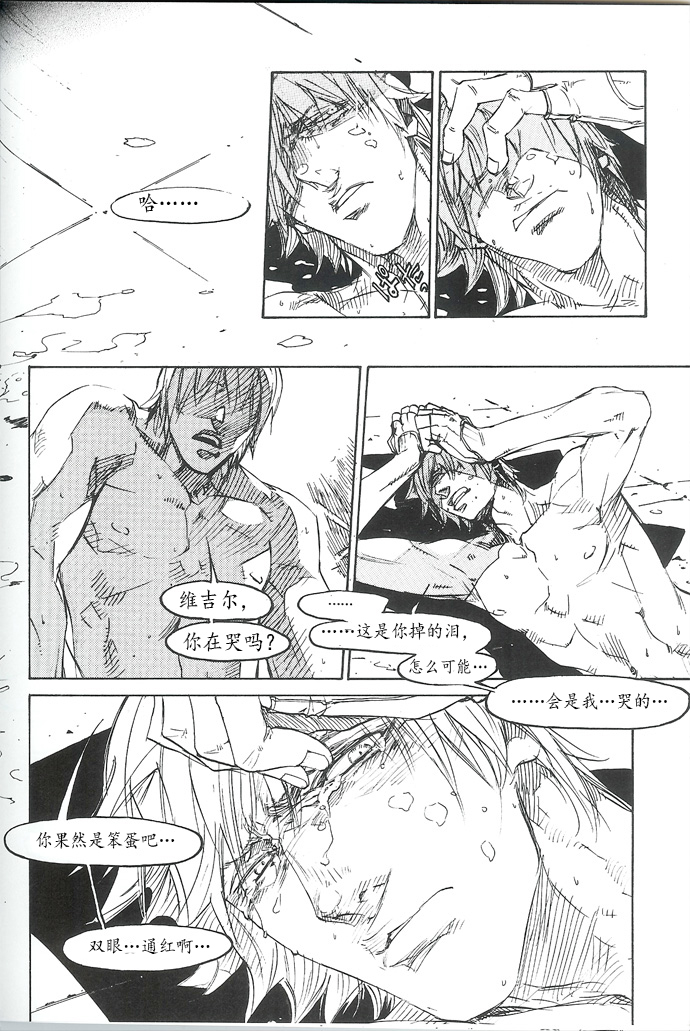 哈……
维吉尔，
你在哭吗？
……
……这是你掉的泪，
怎么可能…
……会是我…哭的…
你果然是笨蛋吧…
双眼…通红啊…